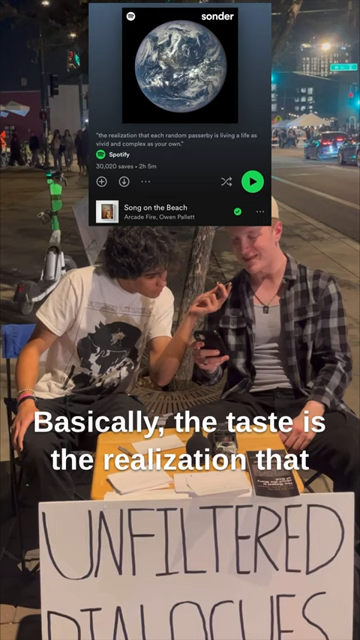 sonder
"the realization that each random passerby is living a life as
vivid and complex as your own."
Spotify
30,020 saves • 2h 5m
Song on the Beach
Arcade Fire, Owen Pallett
Basically, the taste is
the realization that
UNFILTERED
DIALOGUES